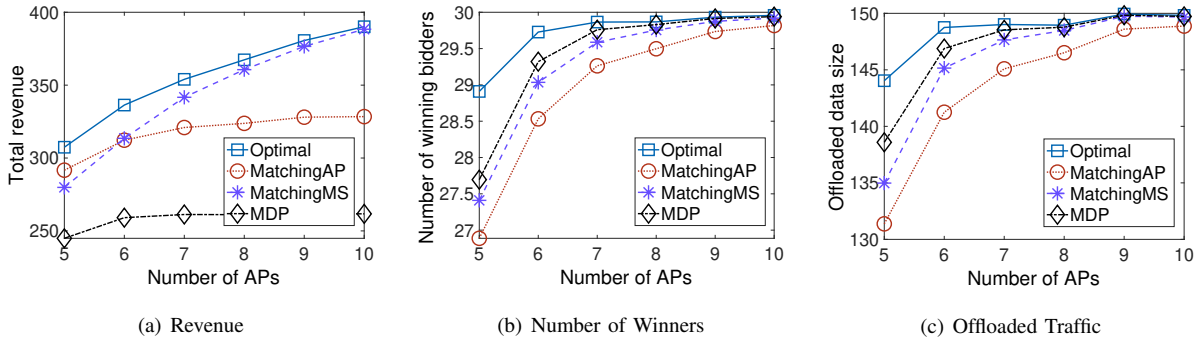 Total revenue
400
350
300
250
5 6 7 8 9 10
Number of APs
Optimal
MatchingAP
MatchingMS
MDP
(a) Revenue
Number of winning bidders
30
29.5
29
28.5
28
27.5
27
5 6 7 8 9 10
Number of APs
Optimal
MatchingAP
MatchingMS
MDP
(b) Number of Winners
Offloaded data size
150
145
140
135
130
5 6 7 8 9 10
Number of APs
Optimal
MatchingAP
MatchingMS
MDP
(c) Offloaded Traffic